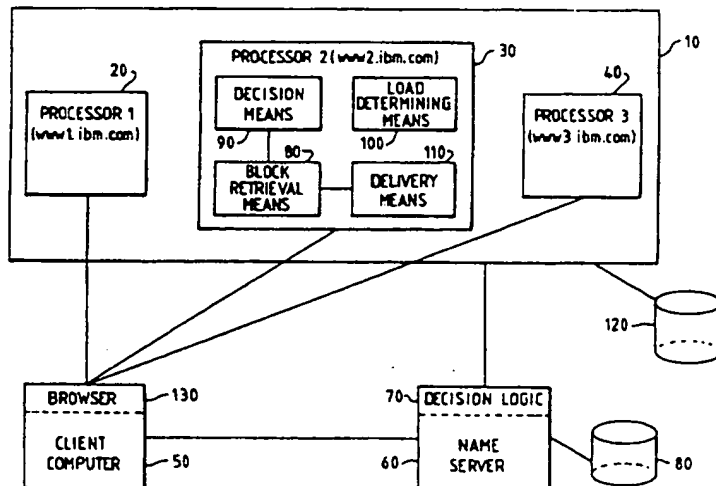 10
PROCESSOR 2 (www2.ibm.com)
30
20
PROCESSOR 1
(www1.ibm.com)
DECISION
MEANS
90
LOAD
DETERMINING
MEANS
100
40
PROCESSOR 3
(www3.ibm.com)
80
BLOCK
RETRIEVAL
MEANS
110
DELIVERY
MEANS
120
BROWSER
130
CLIENT
COMPUTER
50
70
DECISION LOGIC
60
NAME
SERVER
80